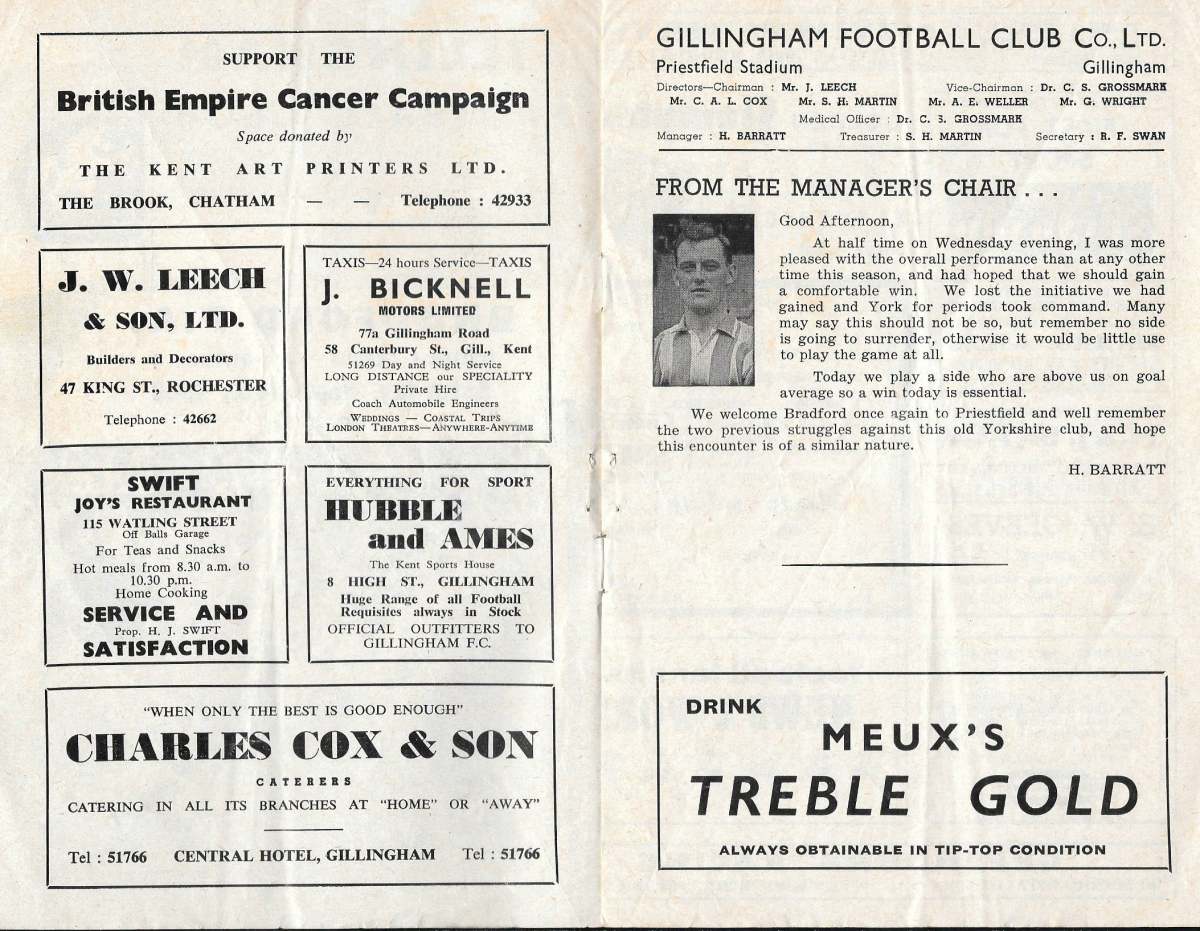 SUPPORT THE
British Empire Cancer Campaign
Space donated by
THE KENT ART PRINTERS LTD.
THE BROOK, CHATHAM — — Telephone : 42933
J. W. LEECH
& SON, LTD.
Builders and Decorators
47 KING ST., ROCHESTER
Telephone : 42662
TAXIS—24 hours Service—TAXIS
J. BICKNELL
MOTORS LIMITED
77a Gillingham Road
58 Canterbury St., Gill., Kent
51269 Day and Night Service
LONG DISTANCE our SPECIALITY
Private Hire
Coach Automobile Engineers
WEDDINGS — COASTAL TRIPS
LONDON THEATRES—ANYWHERE-ANYTIME
SWIFT
JOY'S RESTAURANT
115 WATLING STREET
Off Balls Garage
For Teas and Snacks
Hot meals from 8.30 a.m. to
10.30 p.m.
Home Cooking
SERVICE AND
Prop. H. J. SWIFT
SATISFACTION
EVERYTHING FOR SPORT
HUBBLE
and AMES
The Kent Sports House
8 HIGH ST., GILLINGHAM
Huge Range of all Football
Requisites always in Stock
OFFICIAL OUTFITTERS TO
GILLINGHAM F.C.
"WHEN ONLY THE BEST IS GOOD ENOUGH"
CHARLES COX & SON
CATERERS
CATERING IN ALL ITS BRANCHES AT "HOME" OR "AWAY"
Tel : 51766 CENTRAL HOTEL, GILLINGHAM Tel : 51766
GILLINGHAM FOOTBALL CLUB Co., LTD.
Priestfield Stadium Gillingham
Directors—Chairman : Mr. J. LEECH Vice-Chairman : Dr. C. S. GROSSMARK
Mr. C. A. L. COX Mr. S. H. MARTIN Mr. A. E. WELLER Mr. G. WRIGHT
Medical Officer : Dr. C. S. GROSSMARK
Manager : H. BARRATT Treasurer : S. H. MARTIN Secretary : R. F. SWAN
FROM THE MANAGER'S CHAIR . . .
Good Afternoon,
At half time on Wednesday evening, I was more
pleased with the overall performance than at any other
time this season, and had hoped that we should gain
a comfortable win. We lost the initiative we had
gained and York for periods took command. Many
may say this should not be so, but remember no side
is going to surrender, otherwise it would be little use
to play the game at all.
Today we play a side who are above us on goal
average so a win today is essential.
We welcome Bradford once again to Priestfield and well remember
the two previous struggles against this old Yorkshire club, and hope
this encounter is of a similar nature.
H. BARRATT
DRINK
MEUX'S
TREBLE GOLD
ALWAYS OBTAINABLE IN TIP-TOP CONDITION